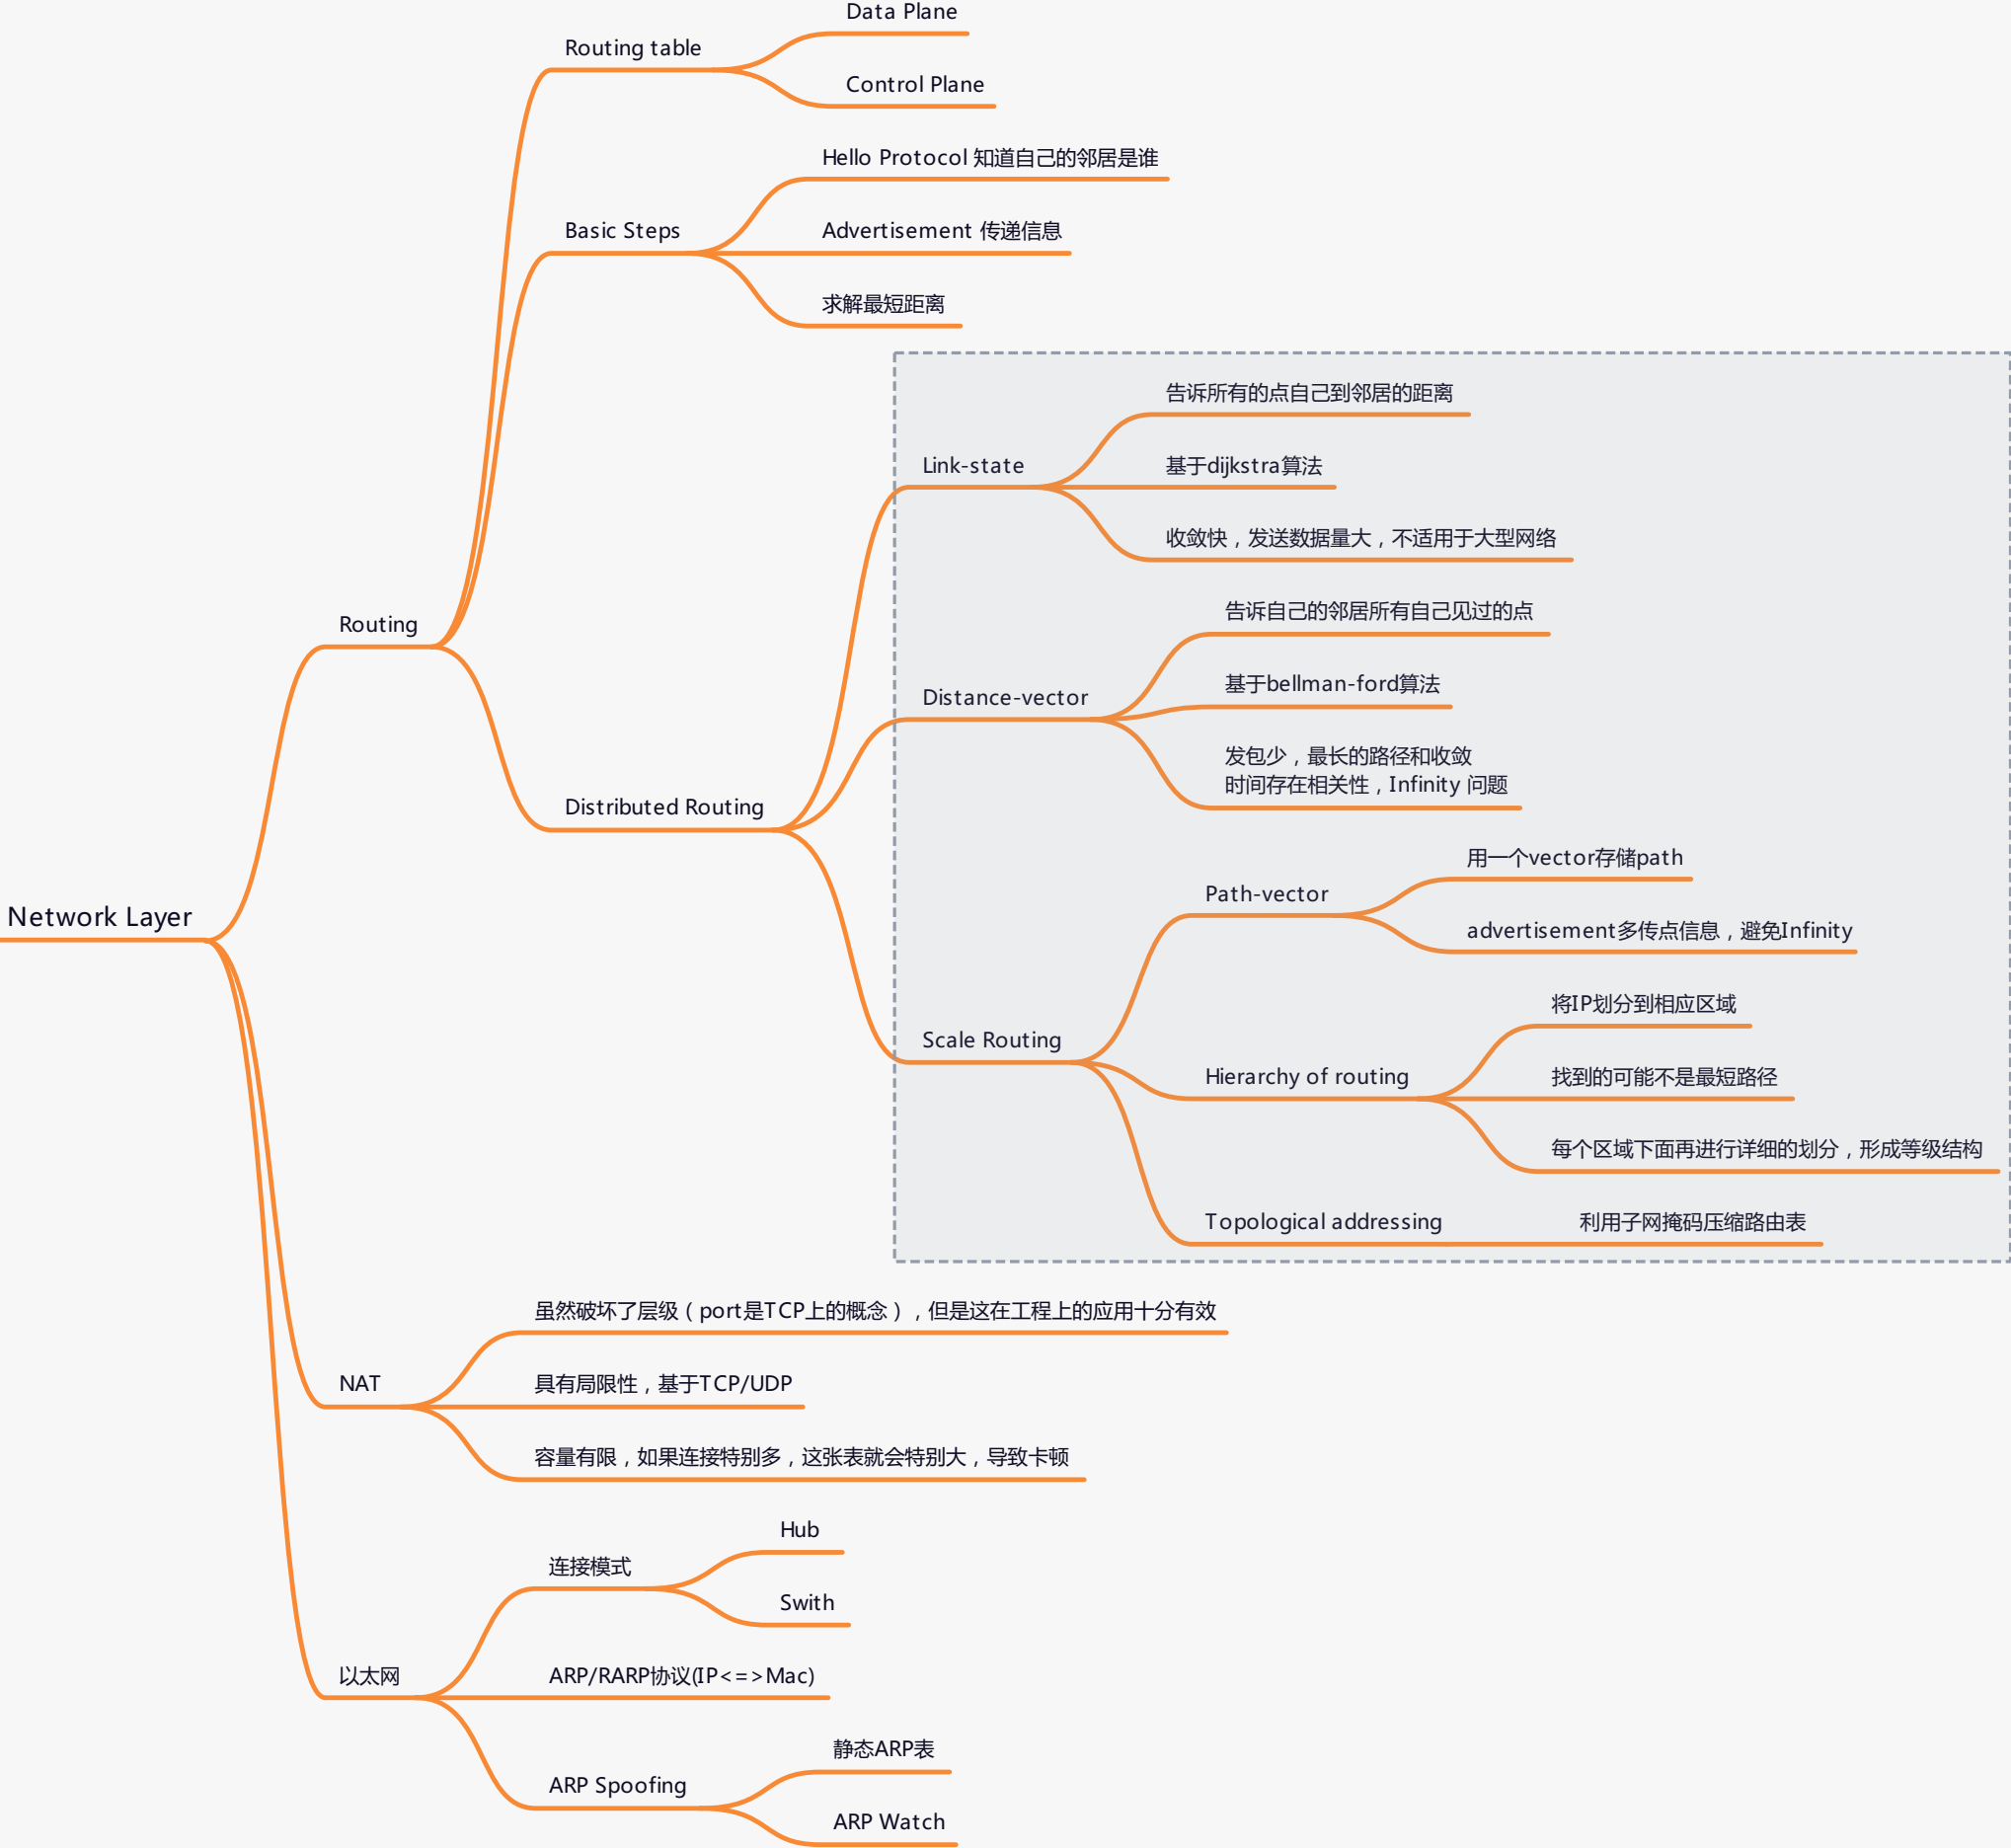 Data Plane
Routing table
Control Plane
Hello Protocol 知道自己的邻居是谁
Basic Steps
Advertisement 传递信息
求解最短距离
告诉所有的点自己到邻居的距离
Link-state
基于dijkstra算法
收敛快，发送数据量大，不适用于大型网络
Routing
告诉自己的邻居所有自己见过的点
Distance-vector
基于bellman-ford算法
发包少，最长的路径和收敛
时间存在相关性，Infinity 问题
Distributed Routing
用一个vector存储path
Path-vector
advertisement多传点信息，避免Infinity
Network Layer
将IP划分到相应区域
Scale Routing
Hierarchy of routing
找到的可能不是最短路径
每个区域下面再进行详细的划分，形成等级结构
Topological addressing
利用子网掩码压缩路由表
虽然破坏了层级（port是TCP上的概念），但是这在工程上的应用十分有效
NAT
具有局限性，基于TCP/UDP
容量有限，如果连接特别多，这张表就会特别大，导致卡顿
Hub
连接模式
Swith
以太网
ARP/RARP协议(IP<=>Mac)
静态ARP表
ARP Spoofing
ARP Watch